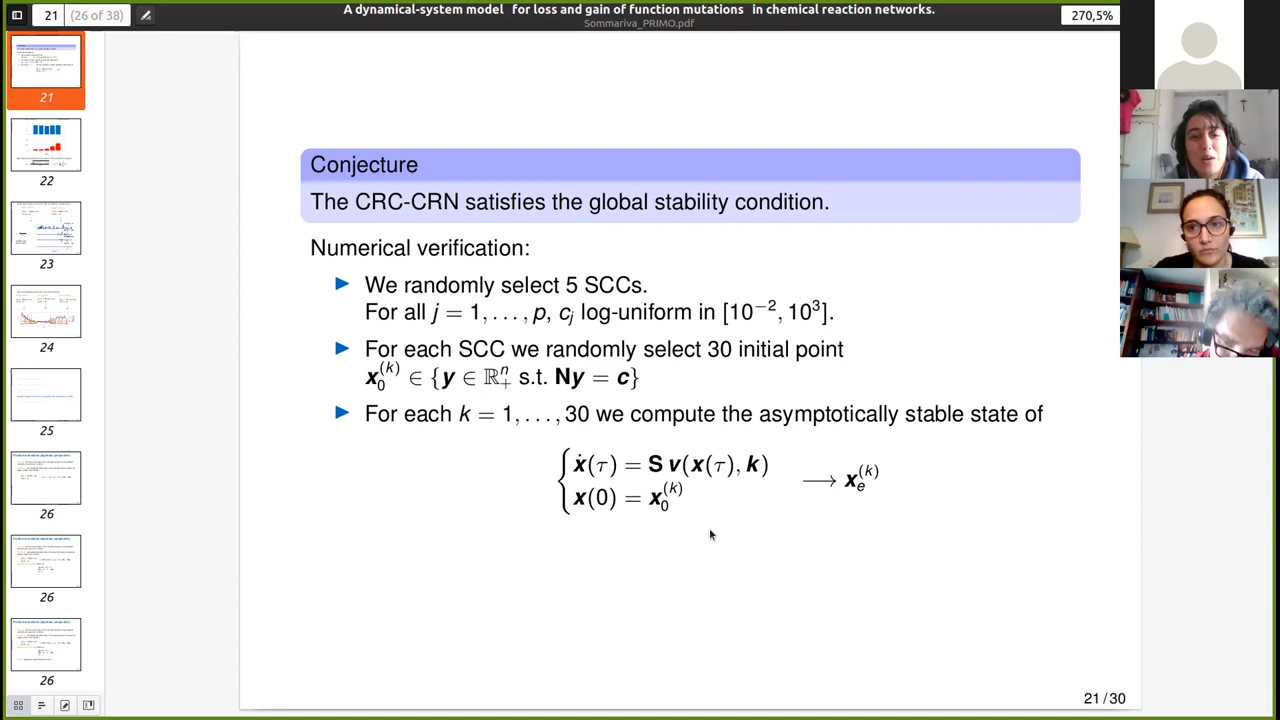 21
(26 of 38)
A dynamical-system model for loss and gain of function mutations in chemical reaction networks.
Sommariva_PRIMO.pdf
270,5%
21
22
23
24
25
26
26
26
Conjecture
The CRC-CRN satisfies the global stability condition.
Numerical verification:
► We randomly select 5 SCCs.
For all j = 1, . . . , p, c_j log-uniform in [10^{-2}, 10^3].
► For each SCC we randomly select 30 initial point
x_0^{(k)} ∈ {y ∈ ℝ_+^n s.t. Ny = c}
► For each k = 1, . . . , 30 we compute the asymptotically stable state of
ẋ(τ) = S v(x(τ), k)
x(0) = x_0^{(k)}
⟶ x_e^{(k)}
21 / 30